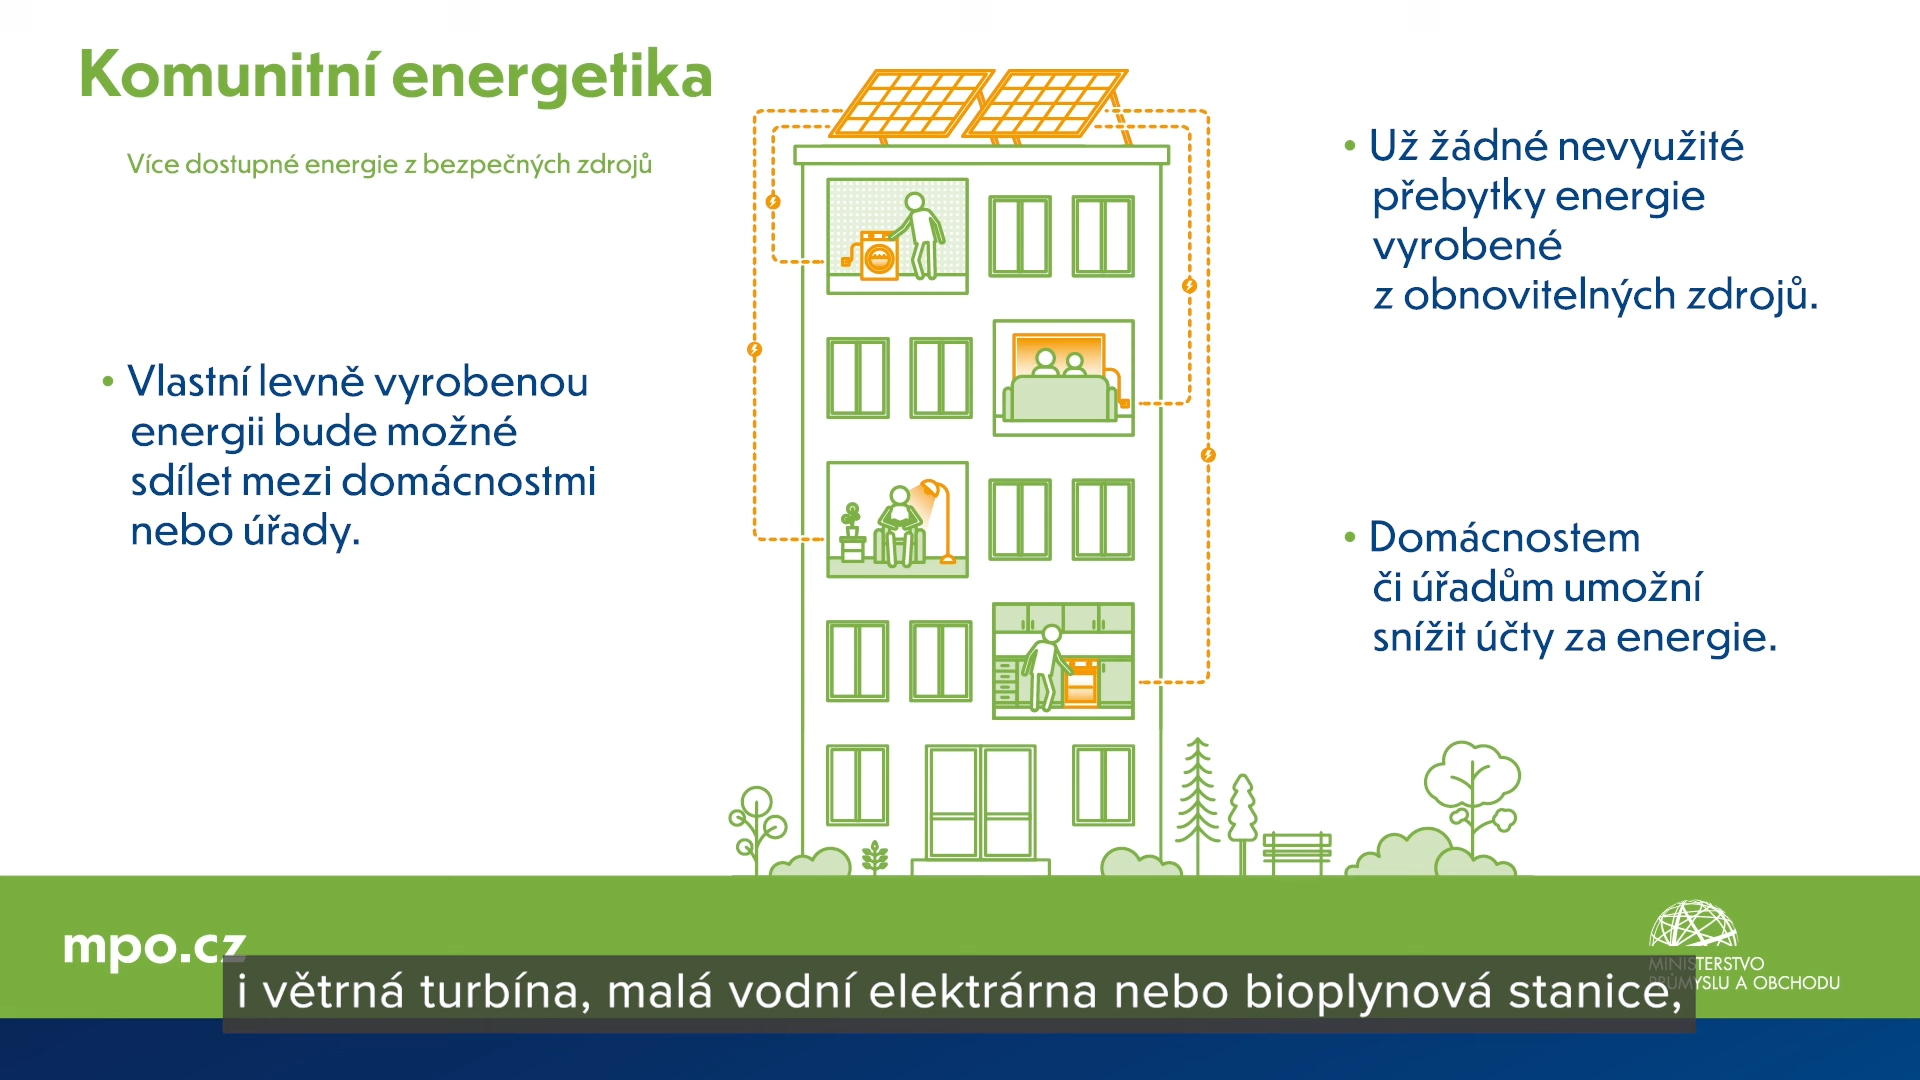 Komunitní energetika
Více dostupné energie z bezpečných zdrojů
• Vlastní levně vyrobenou
energii bude možné
sdílet mezi domácnostmi
nebo úřady.
• Už žádné nevyužité
přebytky energie
vyrobené
z obnovitelných zdrojů.
• Domácnostem
či úřadům umožní
snížit účty za energie.
mpo.cz
MINISTERSTVO
PRŮMYSLU A OBCHODU
i větrná turbína, malá vodní elektrárna nebo bioplynová stanice,